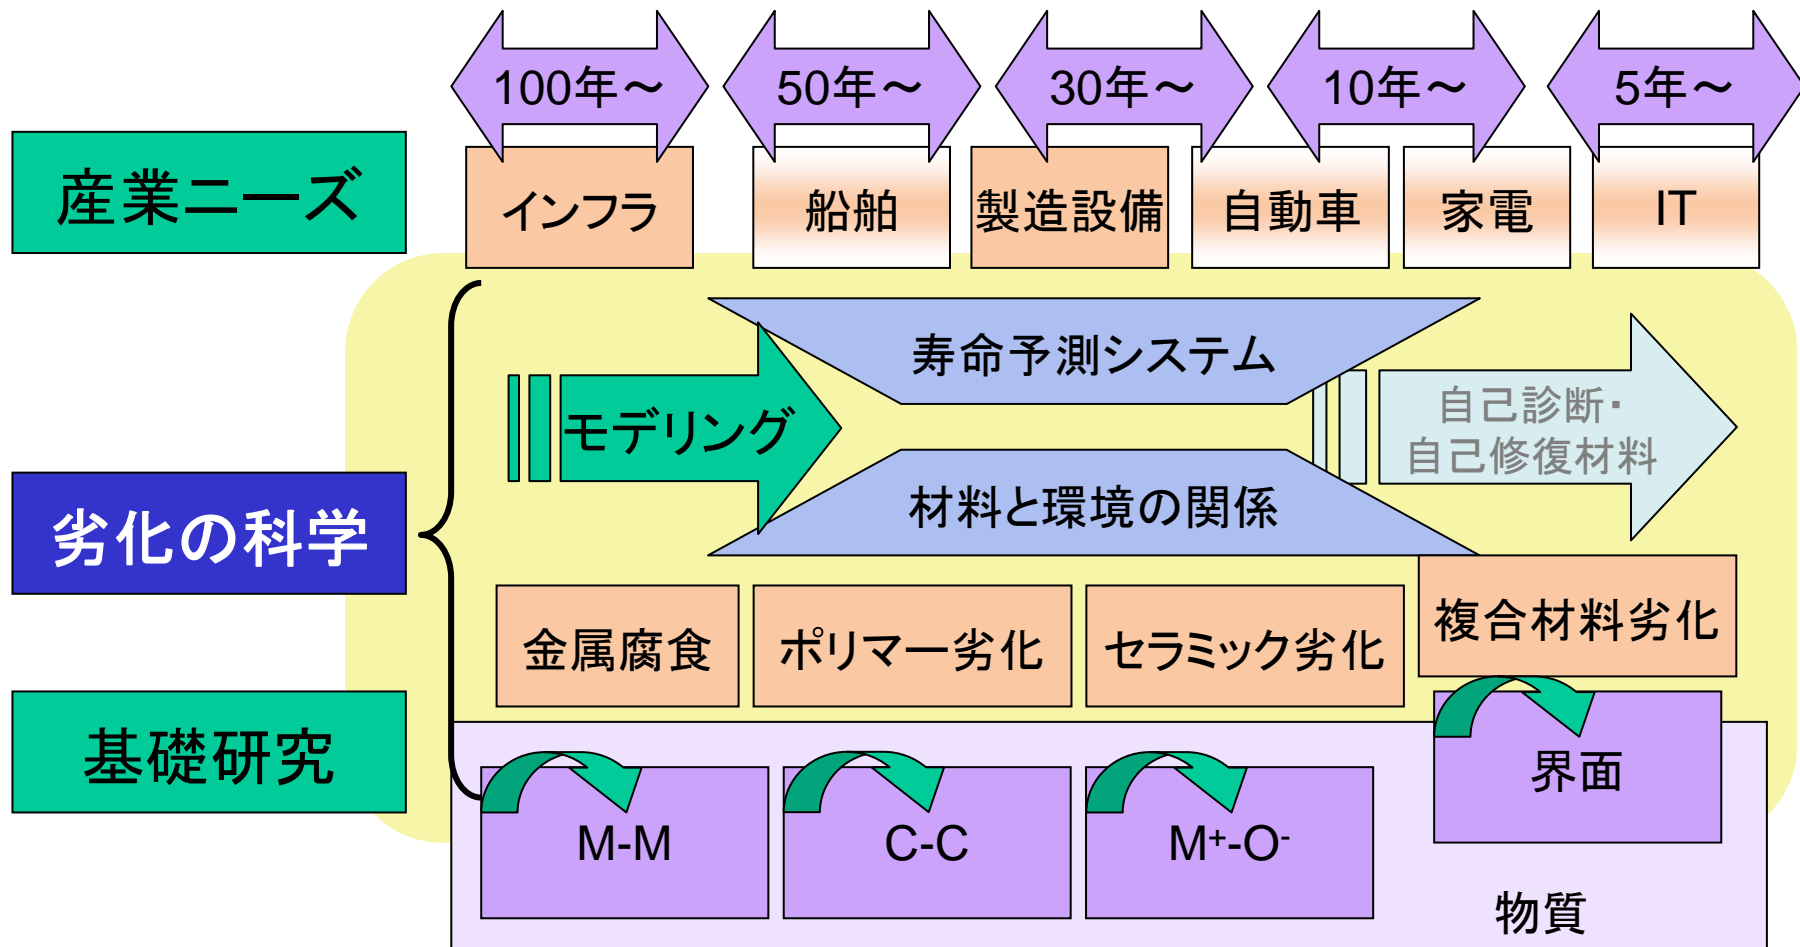 100年～
50年～
30年～
10年～
5年～
産業ニーズ
インフラ
船舶
製造設備
自動車
家電
IT
寿命予測システム
モデリング
自己診断・
自己修復材料
材料と環境の関係
劣化の科学
金属腐食
ポリマー劣化
セラミック劣化
複合材料劣化
基礎研究
界面
M-M
C-C
M⁺-O⁻
物質